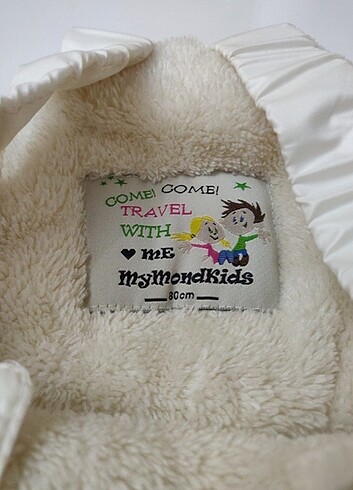 COME! COME!
TRAVEL
WITH
♥ mE
mymondkids
80cm